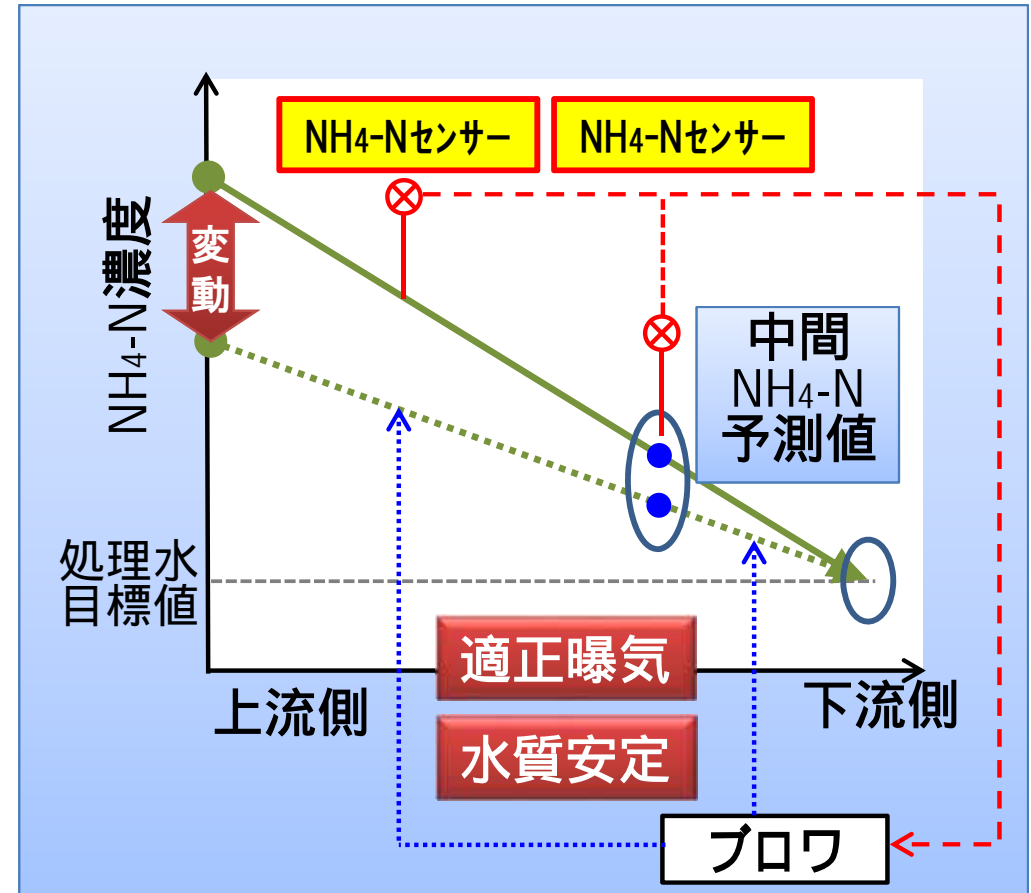 NH4-Nセンサー
NH4-Nセンサー
NH4-N濃度
変
動
中間
NH4-N
予測値
処理水
目標値
適正曝気
上流側
下流側
水質安定
ブロワ